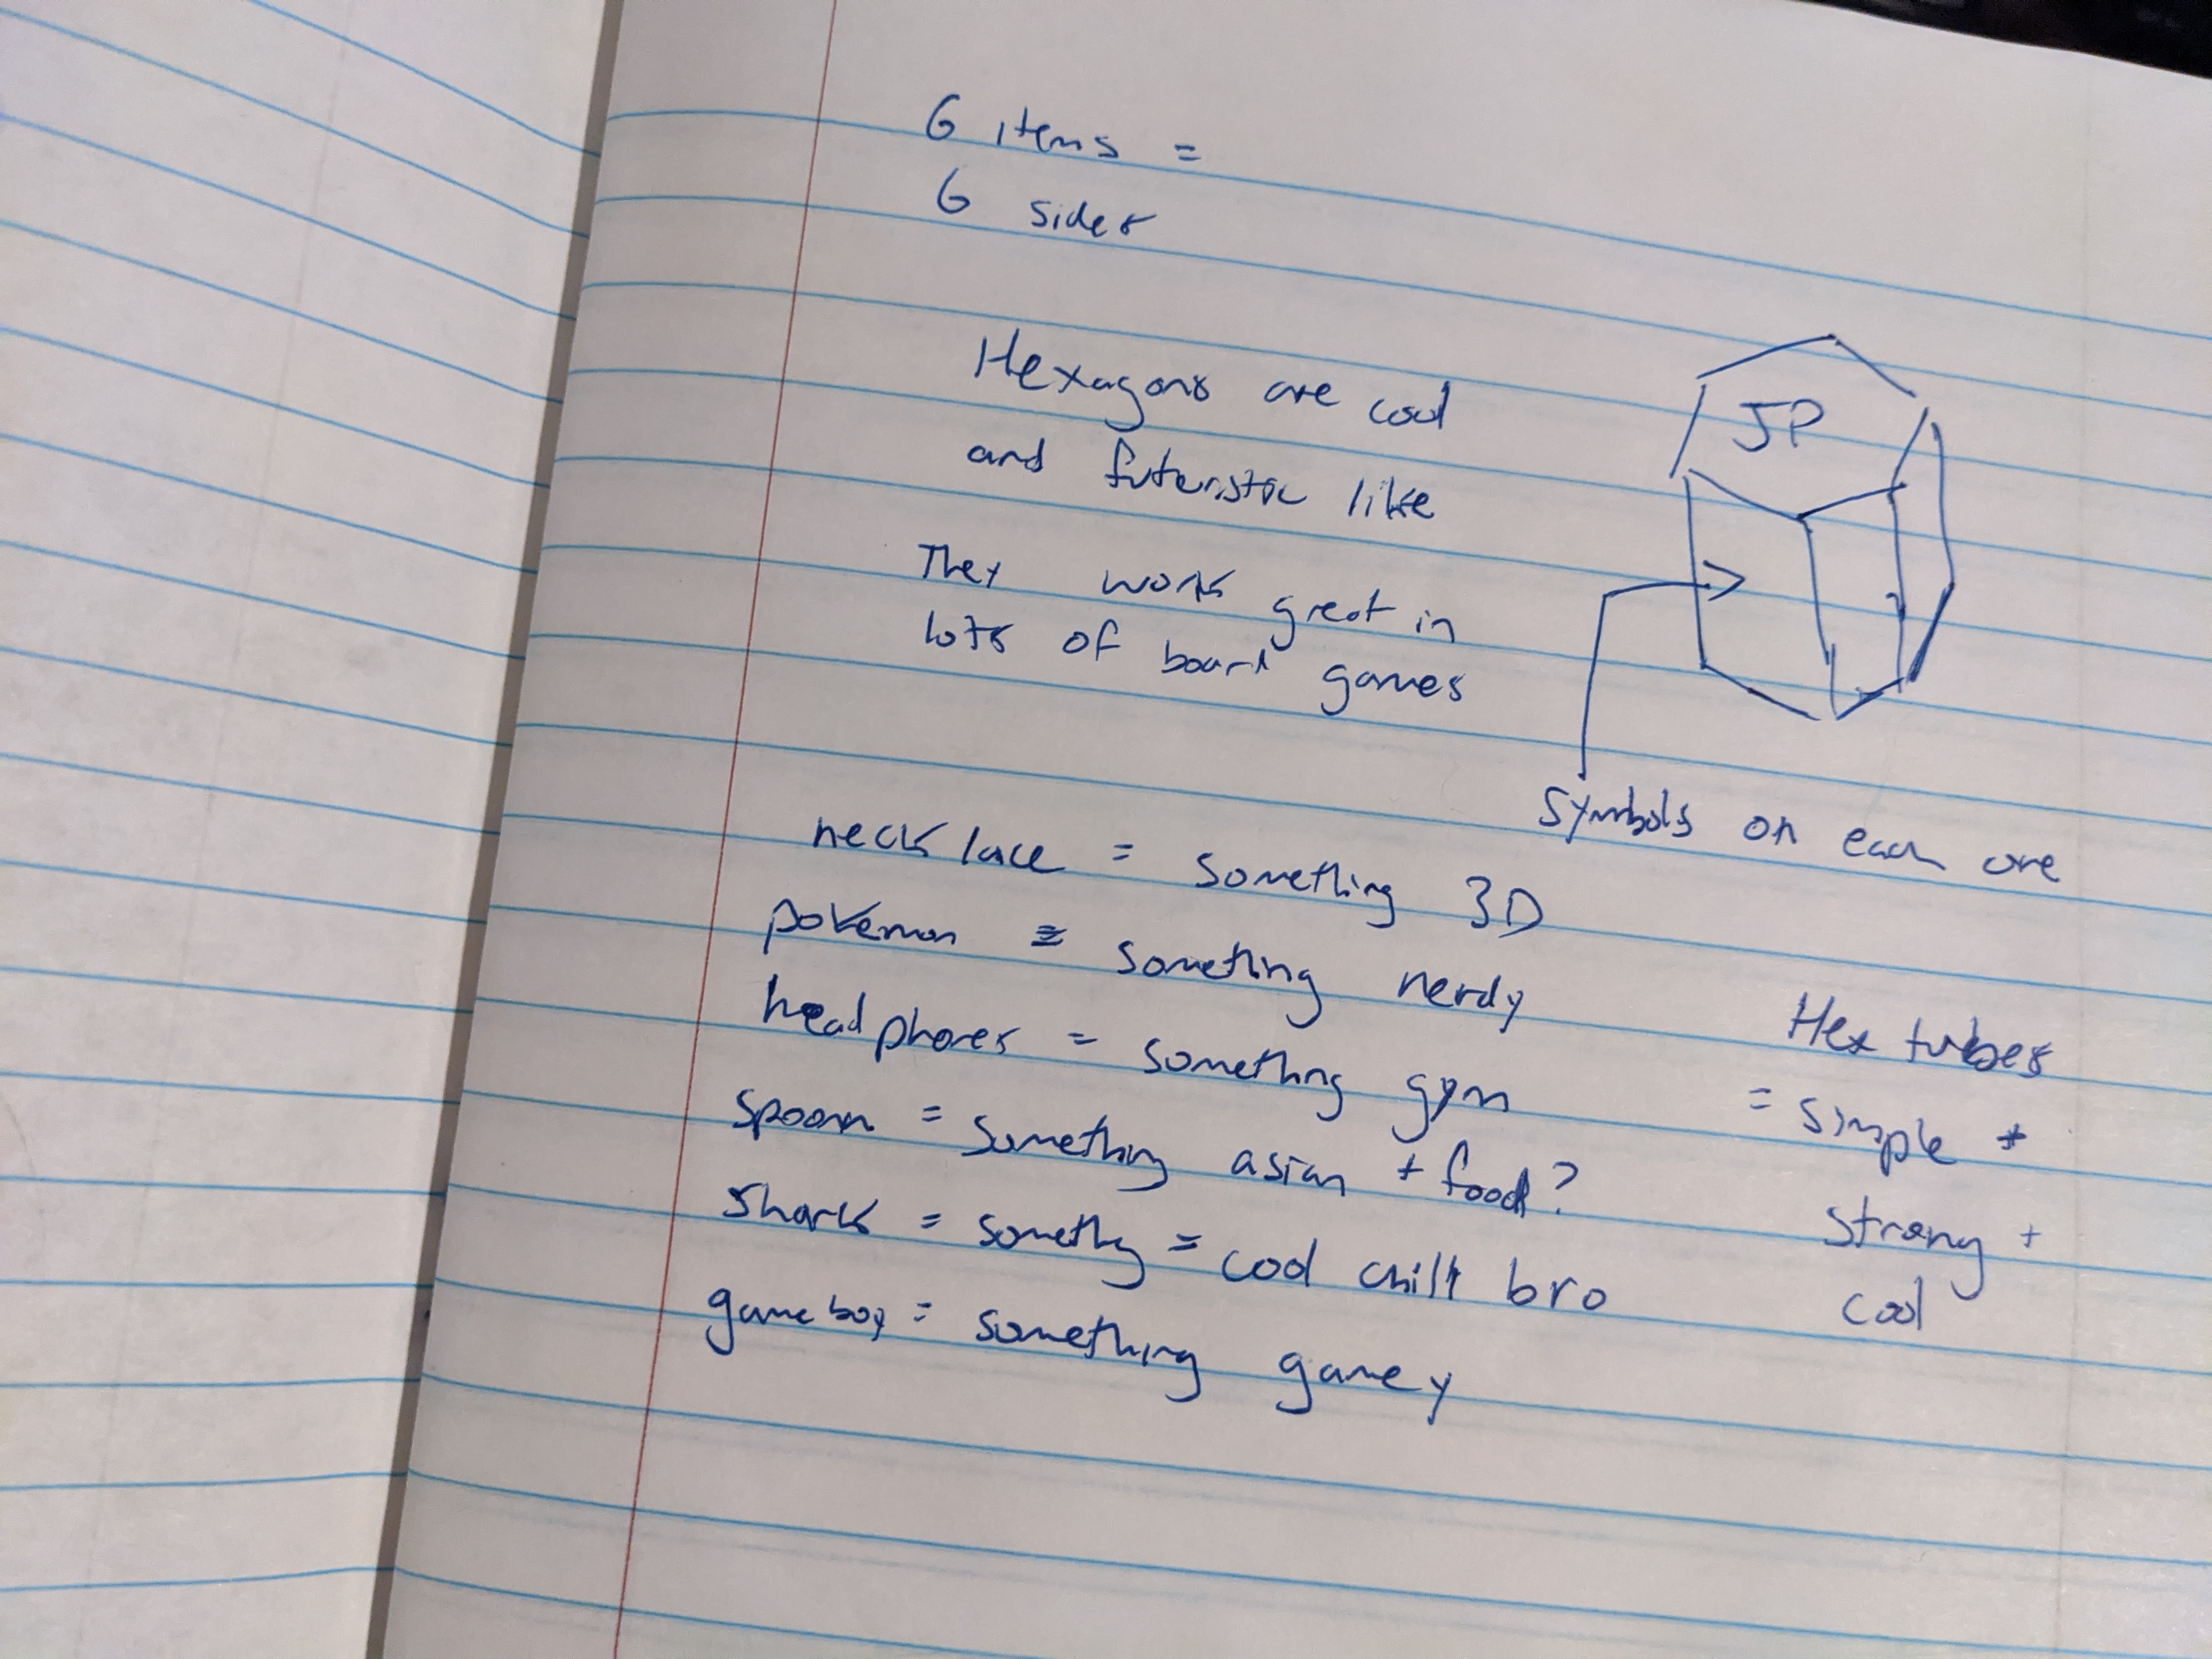 6 items =
6 sides
Hexagons are cool
and futeristic like
They work great in
lots of board games
JP
Symbols on each one
necklace = something 3D
pokemon = something nerdy
headphones = something gym
spoon = something asian + food?
shark = somethg = cool chill bro
gameboy = something gamey
Hex tubes
= simple +
strong +
cool